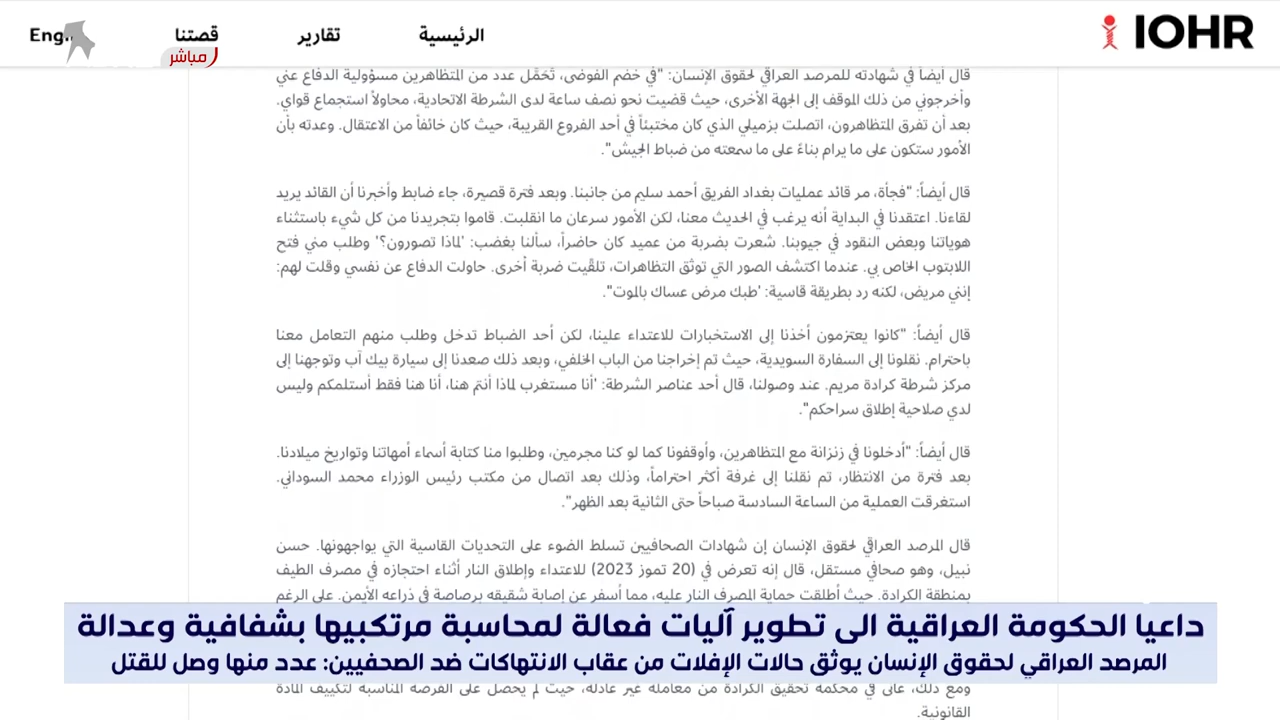 IOHR
الرئيسية
تقارير
قصتنا
مباشر
قال أيضاً في شهادته للمرصد العراقي لحقوق الإنسان: "في خضم الفوضى، تَحَمَّل عدد من المتظاهرين مسؤولية الدفاع عني
وأخرجوني من ذلك الموقف إلى الجهة الأخرى، حيث قضيت نحو نصف ساعة لدى الشرطة الاتحادية، محاولاً استجماع قواي.
بعد أن تفرق المتظاهرون، اتصلت بزميلي الذي كان مختبئاً في أحد الفروع القريبة، حيث كان خائفاً من الاعتقال. وعدته بأن
الأمور ستكون على ما يرام بناءً على ما سمعته من ضباط الجيش".
قال أيضاً: "فجأة، مر قائد عمليات بغداد الفريق أحمد سليم من جانبنا. وبعد فترة قصيرة، جاء ضابط وأخبرنا أن القائد يريد
لقاءنا. اعتقدنا في البداية أنه يرغب في الحديث معنا، لكن الأمور سرعان ما انقلبت. قاموا بتجريدنا من كل شيء باستثناء
هوياتنا وبعض النقود في جيوبنا. شعرت بضربة من عميد كان حاضراً، سألنا بغضب: 'لماذا تصورون؟' وطلب مني فتح
اللابتوب الخاص بي. عندما اكتشف الصور التي توثق التظاهرات، تلقّيت ضربة أخرى. حاولت الدفاع عن نفسي وقلت لهم:
إنني مريض، لكنه رد بطريقة قاسية: 'طبك مرض عساك بالموت".
قال أيضاً: "كانوا يعتزمون أخذنا إلى الاستخبارات للاعتداء علينا، لكن أحد الضباط تدخل وطلب منهم التعامل معنا
باحترام. نقلونا إلى السفارة السويدية، حيث تم إخراجنا من الباب الخلفي، وبعد ذلك صعدنا إلى سيارة بيك آب وتوجهنا إلى
مركز شرطة كرادة مريم. عند وصولنا، قال أحد عناصر الشرطة: 'أنا مستغرب لماذا أنتم هنا، أنا هنا فقط أستلمكم وليس
لدي صلاحية إطلاق سراحكم".
قال أيضاً: "أدخلونا في زنزانة مع المتظاهرين، وأوقفونا كما لو كنا مجرمين، وطلبوا منا كتابة أسماء أمهاتنا وتواريخ ميلادنا.
بعد فترة من الانتظار، تم نقلنا إلى غرفة أكثر احتراماً، وذلك بعد اتصال من مكتب رئيس الوزراء محمد السوداني.
استغرقت العملية من الساعة السادسة صباحاً حتى الثانية بعد الظهر".
قال المرصد العراقي لحقوق الإنسان إن شهادات الصحافيين تسلط الضوء على التحديات القاسية التي يواجهونها. حسن
نبيل، وهو صحافي مستقل، قال إنه تعرض في (20 تموز 2023) للاعتداء وإطلاق النار أثناء احتجازه في مصرف الطيف
بمنطقة الكرادة. حيث أطلقت حماية المصرف النار عليه، مما أسفر عن إصابة شقيقه برصاصة في ذراعه الأيمن. على الرغم
داعيا الحكومة العراقية الى تطوير آليات فعالة لمحاسبة مرتكبيها بشفافية وعدالة
المرصد العراقي لحقوق الإنسان يوثق حالات الإفلات من عقاب الانتهاكات ضد الصحفيين: عدد منها وصل للقتل
ومع ذلك، عانى في محكمة تحقيق الكرادة من معاملة غير عادلة، حيث لم يحصل على الفرصة المناسبة لتكييف المادة
القانونية.